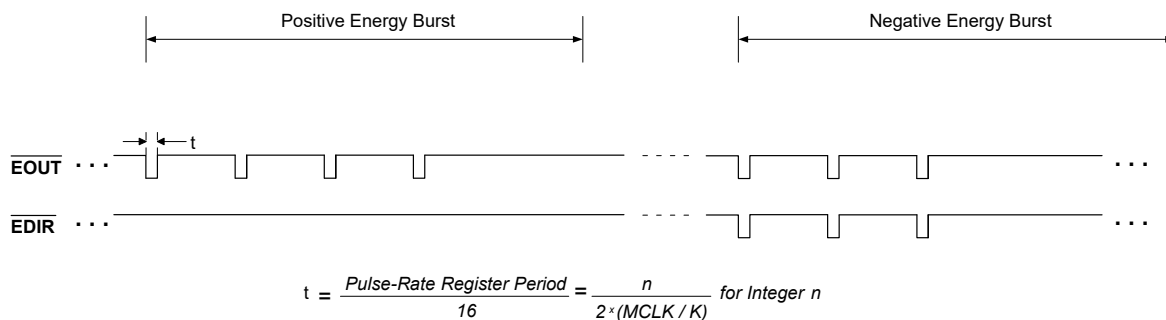 Positive Energy Burst
Negative Energy Burst
t
EOUT . . .
. . .
EDIR . . .
. . .
t = Pulse-Rate Register Period / 16 = n / 2 x (MCLK / K) for Integer n